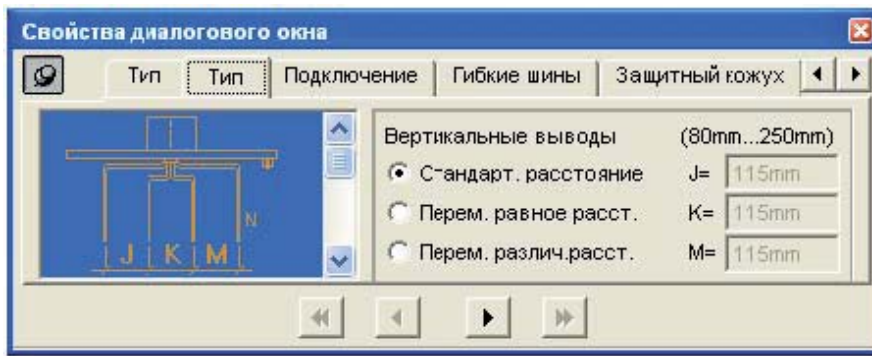 Свойства диалогового окна
Тип Тип Подключение Гибкие шины Защитный кожух
Вертикальные выводы (80mm...250mm)
Стандарт. расстояние J= 115mm
Перем. равное расст. K= 115mm
Перем. различ.расст. M= 115mm
N
J K M